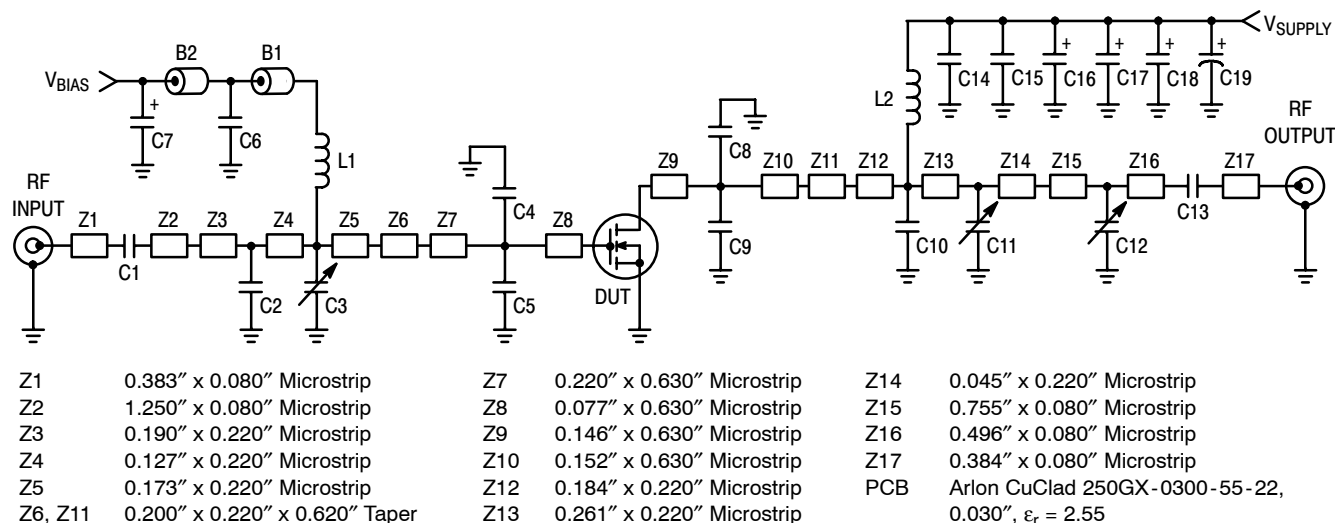 B2
B1
V_BIAS
+
C7
C6
L1
RF
INPUT
Z1
C1
Z2
Z3
Z4
Z5
Z6
Z7
C2
C3
C4
C5
Z8
DUT
Z9
C8
C9
Z10
Z11
Z12
L2
C10
Z13
C11
Z14
Z15
C12
Z16
C13
Z17
C14
C15
+
C16
+
C17
+
C18
+
C19
V_SUPPLY
RF
OUTPUT
Z1 0.383″ x 0.080″ Microstrip
Z2 1.250″ x 0.080″ Microstrip
Z3 0.190″ x 0.220″ Microstrip
Z4 0.127″ x 0.220″ Microstrip
Z5 0.173″ x 0.220″ Microstrip
Z6, Z11 0.200″ x 0.220″ x 0.620″ Taper
Z7 0.220″ x 0.630″ Microstrip
Z8 0.077″ x 0.630″ Microstrip
Z9 0.146″ x 0.630″ Microstrip
Z10 0.152″ x 0.630″ Microstrip
Z12 0.184″ x 0.220″ Microstrip
Z13 0.261″ x 0.220″ Microstrip
Z14 0.045″ x 0.220″ Microstrip
Z15 0.755″ x 0.080″ Microstrip
Z16 0.496″ x 0.080″ Microstrip
Z17 0.384″ x 0.080″ Microstrip
PCB Arlon CuClad 250GX-0300-55-22,
0.030″, εr = 2.55